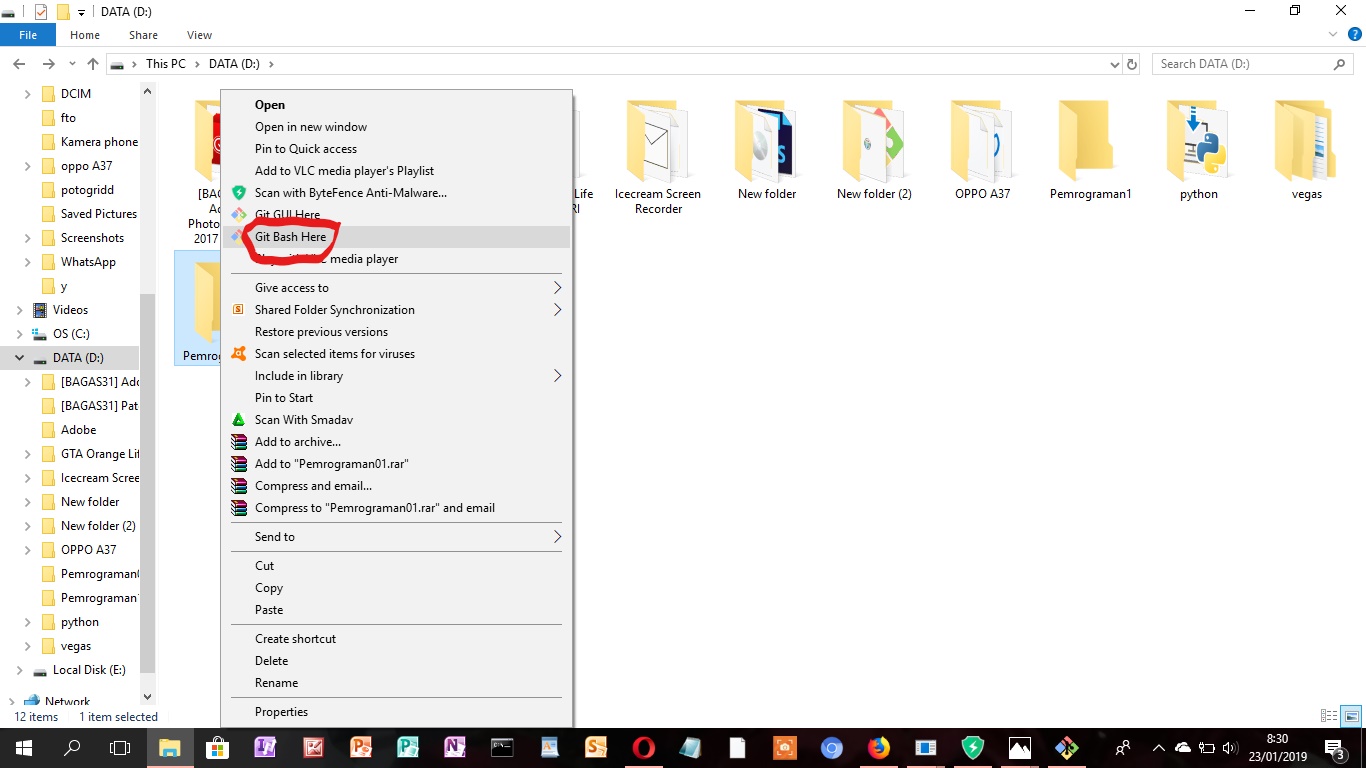 DATA (D:)
File Home Share View
This PC DATA (D:)
Search DATA (D:)
DCIM
fto
Kamera phone
oppo A37
potogridd
Saved Pictures
Screenshots
WhatsApp
y
Videos
OS (C:)
DATA (D:)
[BAGAS31] Adc
[BAGAS31] Pat
Adobe
GTA Orange Lif
Icecream Scree
New folder
New folder (2)
OPPO A37
Pemrograman0
Pemrograman1
python
vegas
Local Disk (E:)
Network
[BAG
Ad
Photo
2017
Pemrog
Open
Open in new window
Pin to Quick access
Add to VLC media player's Playlist
Scan with ByteFence Anti-Malware...
Git GUI Here
Git Bash Here
Play with VLC media player
Give access to
Shared Folder Synchronization
Restore previous versions
Scan selected items for viruses
Include in library
Pin to Start
Scan With Smadav
Add to archive...
Add to "Pemrograman01.rar"
Compress and email...
Compress to "Pemrograman01.rar" and email
Send to
Cut
Copy
Paste
Create shortcut
Delete
Rename
Properties
Life
RI
Icecream Screen
Recorder
New folder
New folder (2)
OPPO A37
Pemrograman1
python
vegas
12 items 1 item selected
8:30
23/01/2019
3